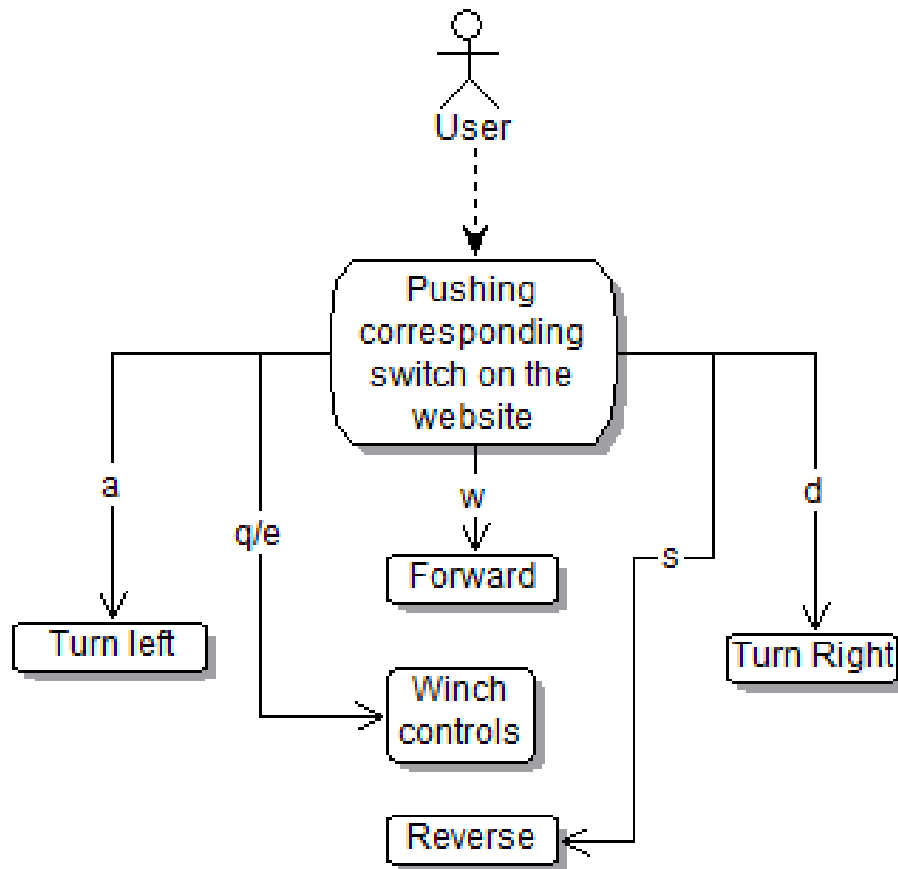 User
Pushing
corresponding
switch on the
website
a
q/e
w
s
d
Forward
Turn left
Turn Right
Winch
controls
Reverse